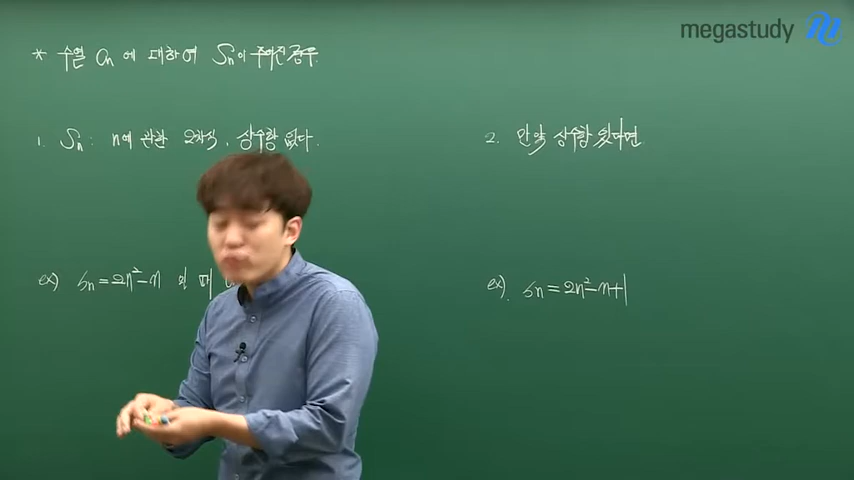 megastudy
* 수열 an에 대하여 Sn이 주어진 경우.
1. Sn: n에 관한 2차식, 상수항 없다.
2. 만약 상수항 있다면
ex) Sn=2n²-n 일 때
ex). Sn=2n²-n+1